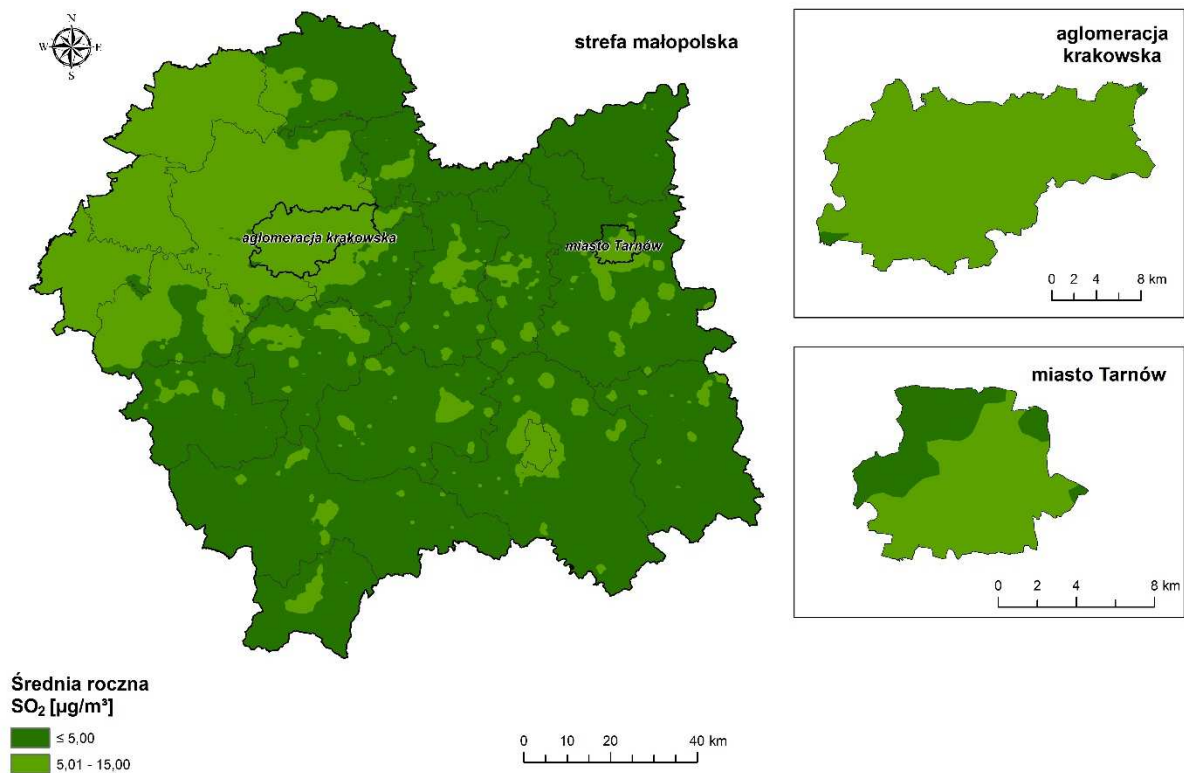 N
W E
S
strefa małopolska
aglomeracja krakowska
miasto Tarnów
aglomeracja
krakowska
0 2 4 8 km
miasto Tarnów
0 2 4 8 km
Średnia roczna
SO₂ [µg/m³]
≤ 5,00
5,01 - 15,00
0 10 20 40 km